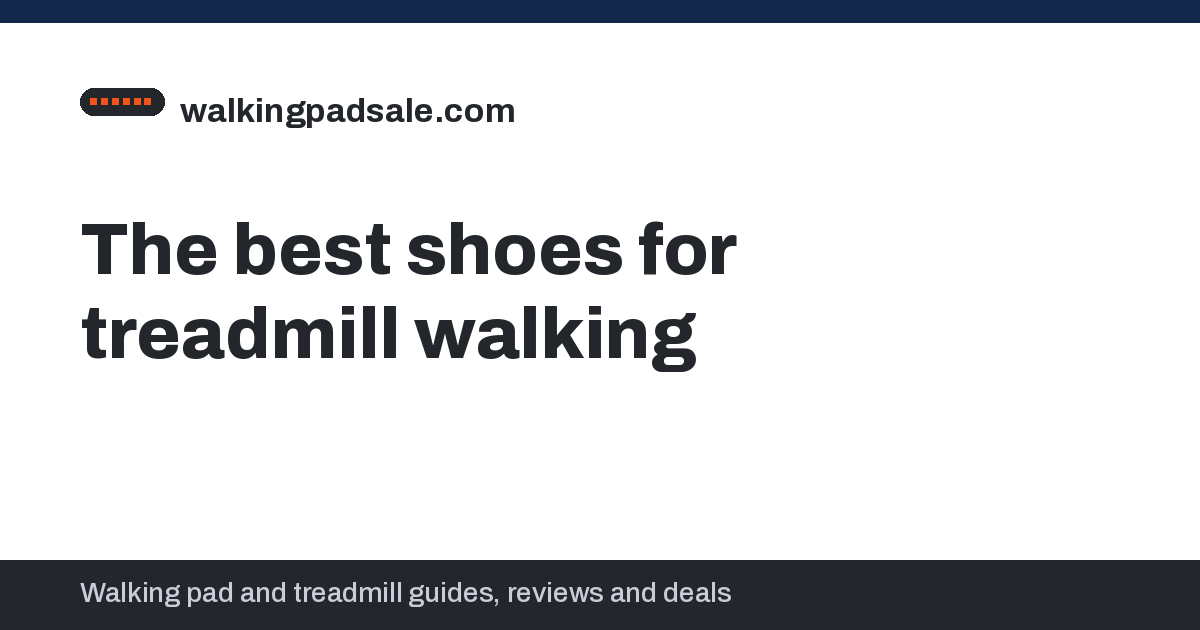 walkingpadsale.com
The best shoes for
treadmill walking
Walking pad and treadmill guides, reviews and deals